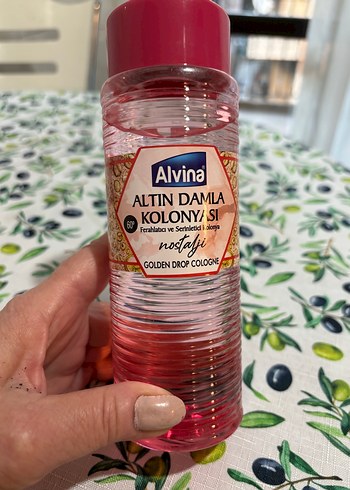 Alvina
ALTIN DAMLA
KOLONYASI
60°
Ferahlatıcı ve Serinletici Kolonya
nostalji
GOLDEN DROP COLOGNE